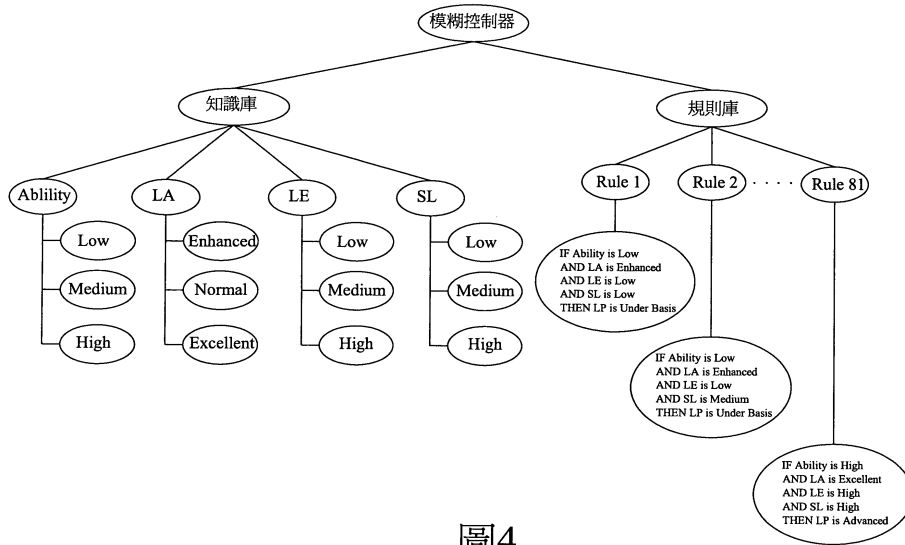 模糊控制器
知識庫
規則庫
Ablility
LA
LE
SL
Rule 1
Rule 2
· · · ·
Rule 81
Low
Enhanced
Low
Low
Medium
Normal
Medium
Medium
High
Excellent
High
High
IF Ability is Low
AND LA is Enhanced
AND LE is Low
AND SL is Low
THEN LP is Under Basis
IF Ability is Low
AND LA is Enhanced
AND LE is Low
AND SL is Medium
THEN LP is Under Basis
IF Ability is High
AND LA is Excellent
AND LE is High
AND SL is High
THEN LP is Advanced
圖4